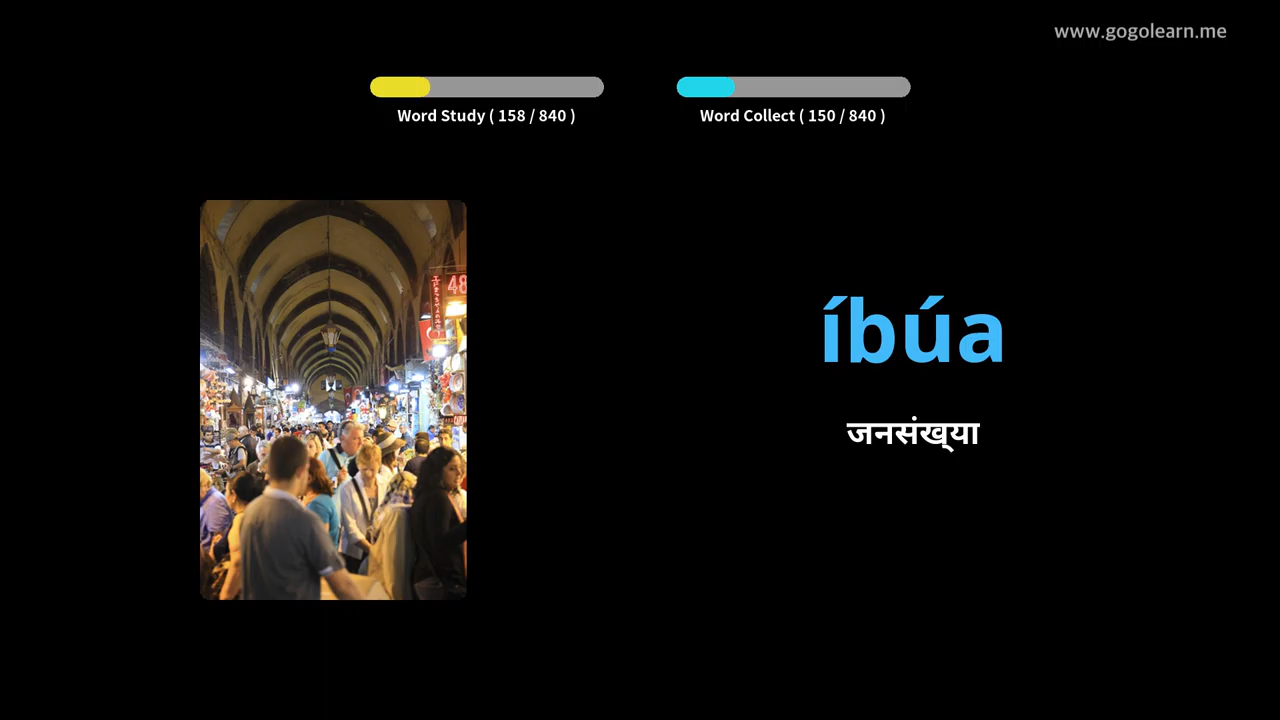 www.gogolearn.me
Word Study ( 158 / 840 )
Word Collect ( 150 / 840 )
48
íbúa
जनसंख्या